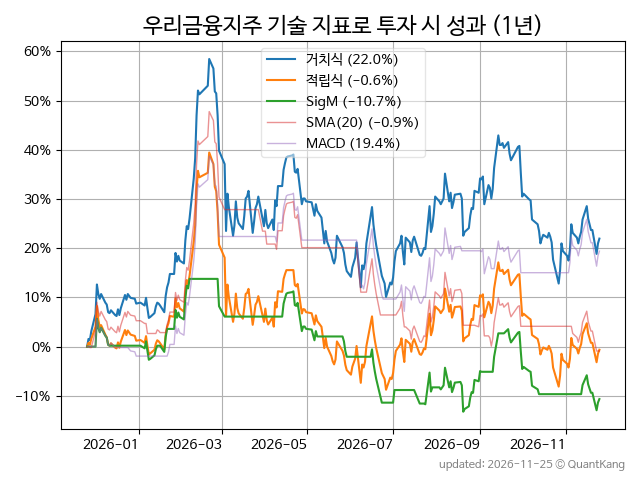 우리금융지주 기술 지표로 투자 시 성과 (1년)
거치식 (22.0%)
적립식 (−0.6%)
SigM (−10.7%)
SMA(20) (−0.9%)
MACD (19.4%)
60%
50%
40%
30%
20%
10%
0%
−10%
2026−01
2026−03
2026−05
2026−07
2026−09
2026−11
updated: 2026−11−25 © QuantKang